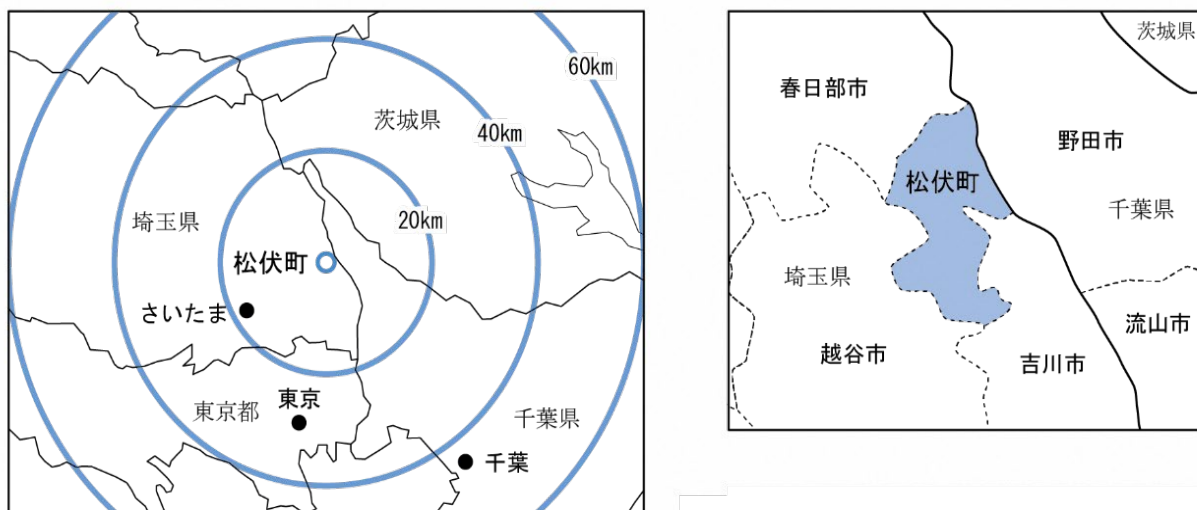 60km
茨城県
40km
埼玉県
20km
松伏町
さいたま
東京
東京都
千葉県
千葉
茨城県
春日部市
野田市
松伏町
千葉県
埼玉県
流山市
越谷市
吉川市